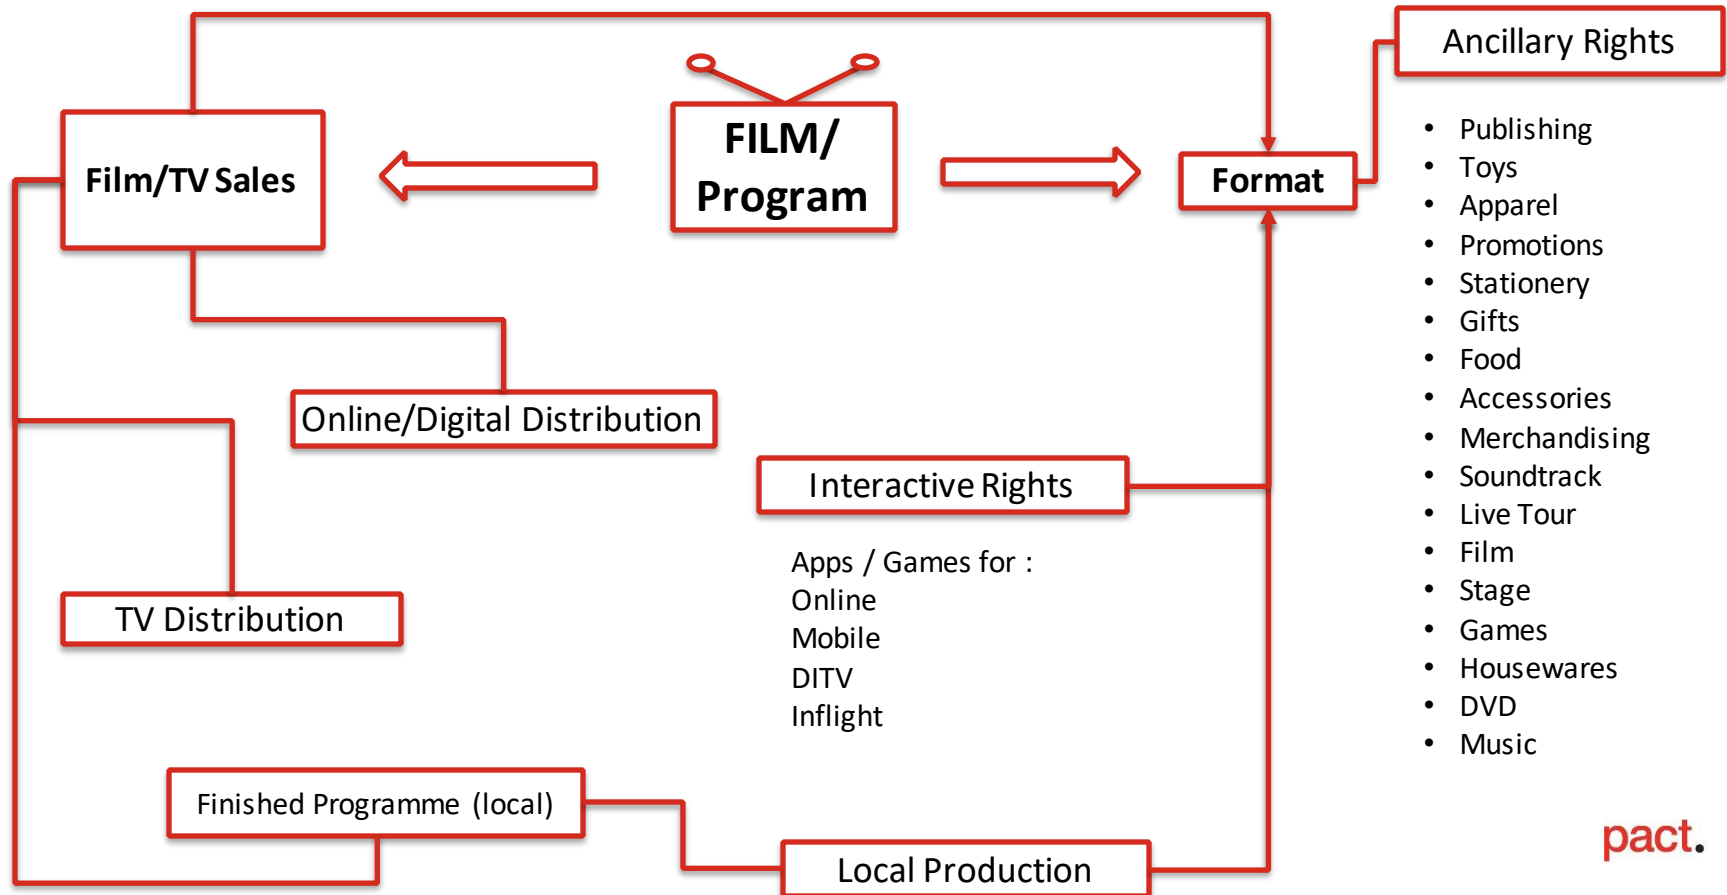 Ancillary Rights
FILM/
Program
Film/TV Sales
Format
• Publishing
• Toys
• Apparel
• Promotions
• Stationery
• Gifts
• Food
• Accessories
• Merchandising
• Soundtrack
• Live Tour
• Film
• Stage
• Games
• Housewares
• DVD
• Music
Online/Digital Distribution
Interactive Rights
Apps / Games for :
Online
Mobile
DITV
Inflight
TV Distribution
Finished Programme (local)
Local Production
pact.